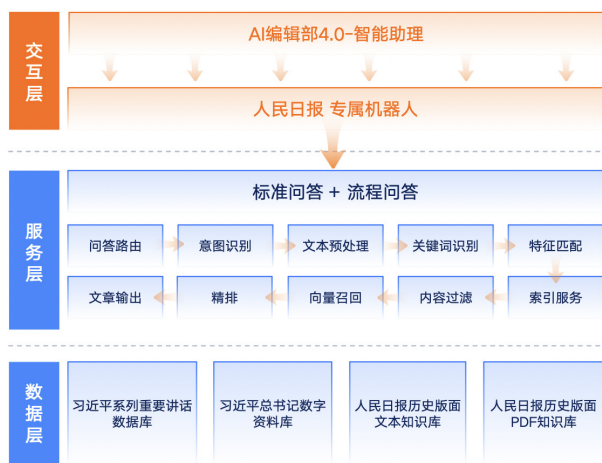 交互层
AI编辑部4.0-智能助理
人民日报 专属机器人
服务层
标准问答 + 流程问答
问答路由
意图识别
文本预处理
关键词识别
特征匹配
文章输出
精排
向量召回
内容过滤
索引服务
数据层
习近平系列重要讲话
数据库
习近平总书记数字
资料库
人民日报历史版面
文本知识库
人民日报历史版面
PDF知识库